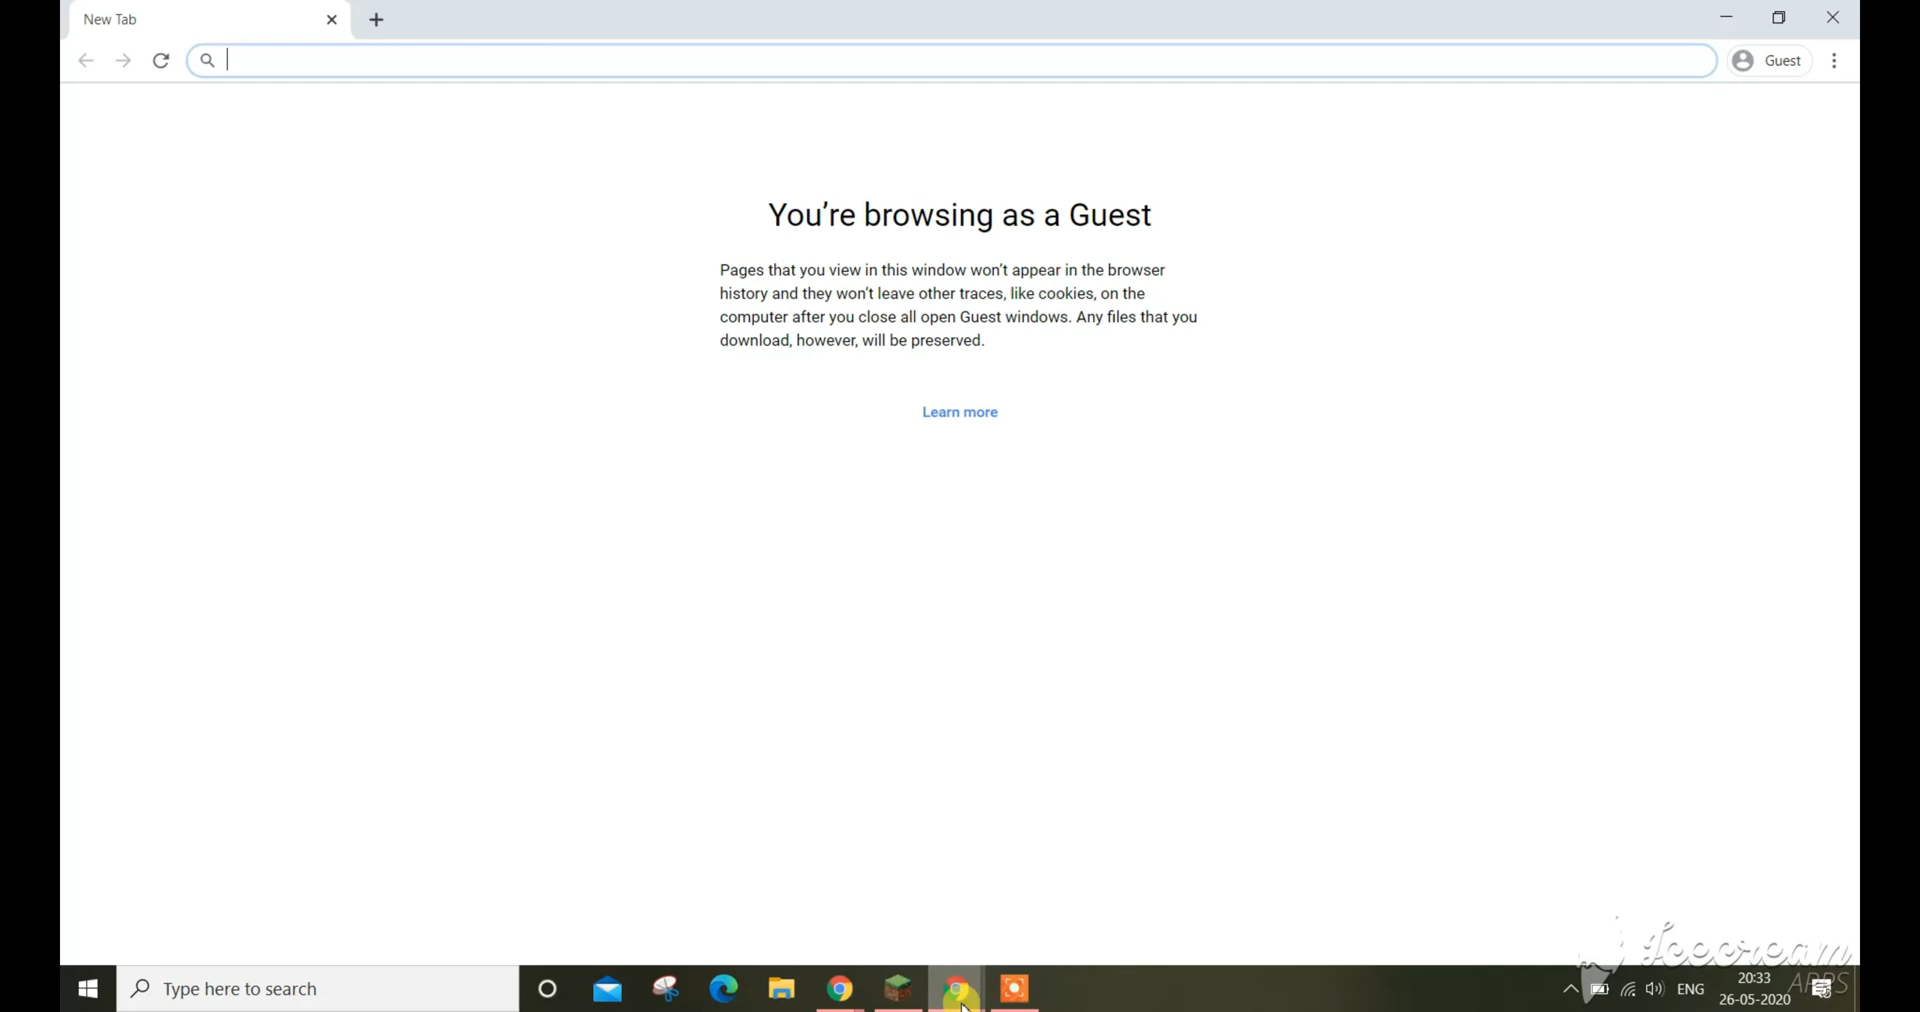 New Tab
Guest
You’re browsing as a Guest
Pages that you view in this window won’t appear in the browser
history and they won’t leave other traces, like cookies, on the
computer after you close all open Guest windows. Any files that you
download, however, will be preserved.
Learn more
Icecream
APPS
Type here to search
ENG
20:33
26-05-2020